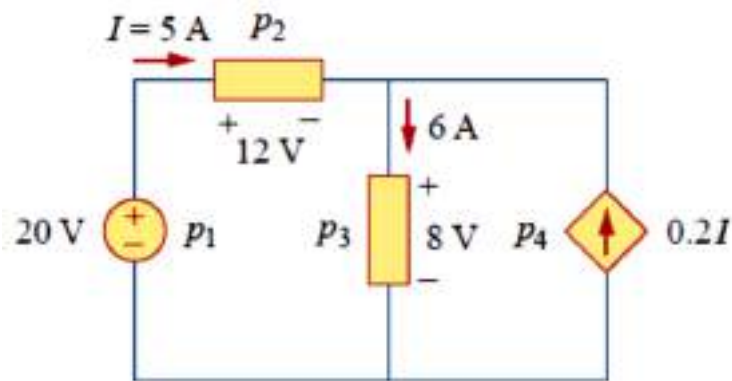 I = 5 A
p₂
+ −
12 V
6 A
20 V
+
−
p₁
p₃
+
8 V
−
p₄
0.2I